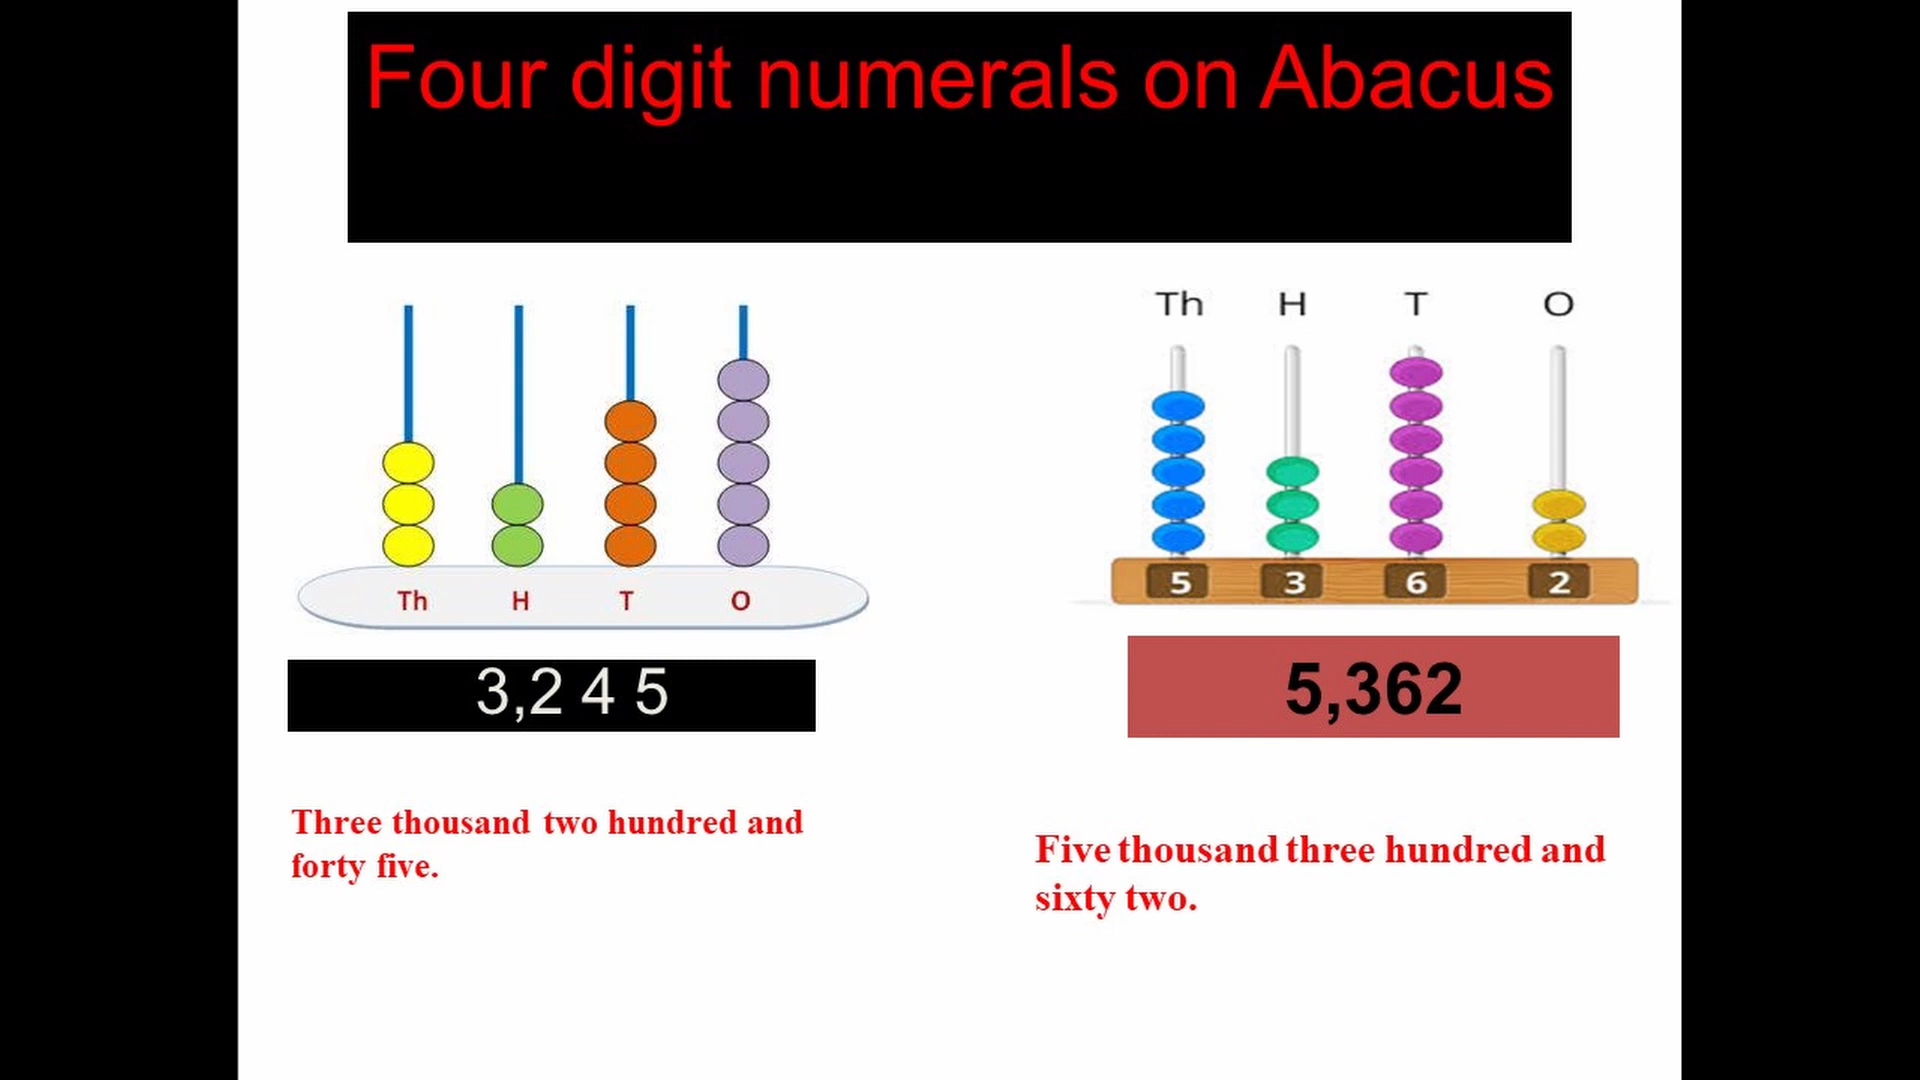 Four digit numerals on Abacus
Th H T O
3,2 4 5
Three thousand two hundred and
forty five.
Th H T O
5 3 6 2
5,362
Five thousand three hundred and
sixty two.